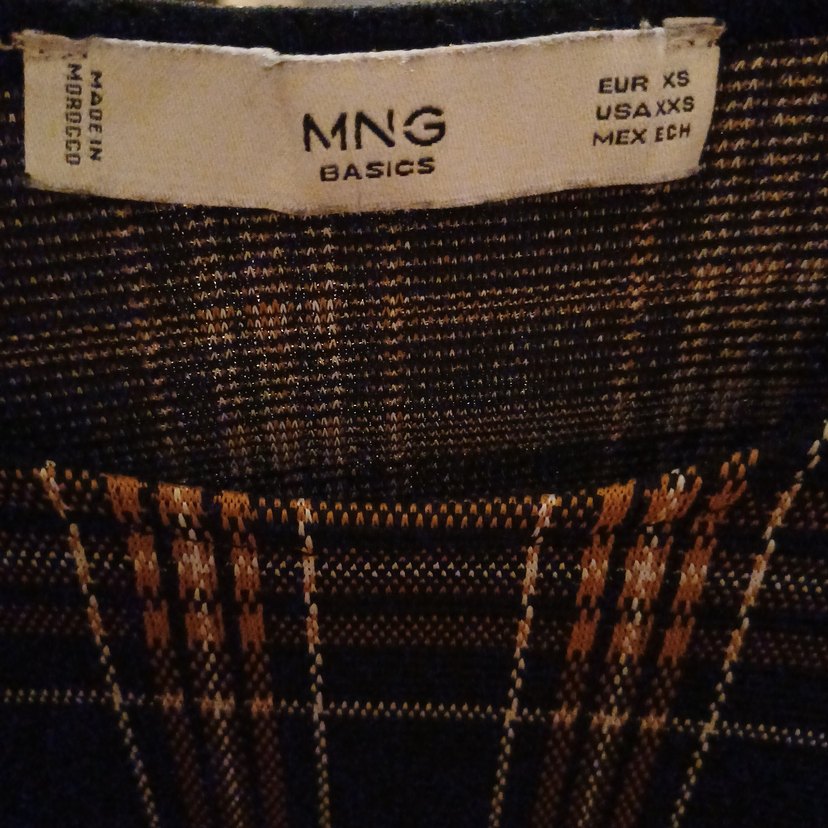 MADE IN
MOROCCO
MNG
BASICS
EUR XS
USA XXS
MEX ECH